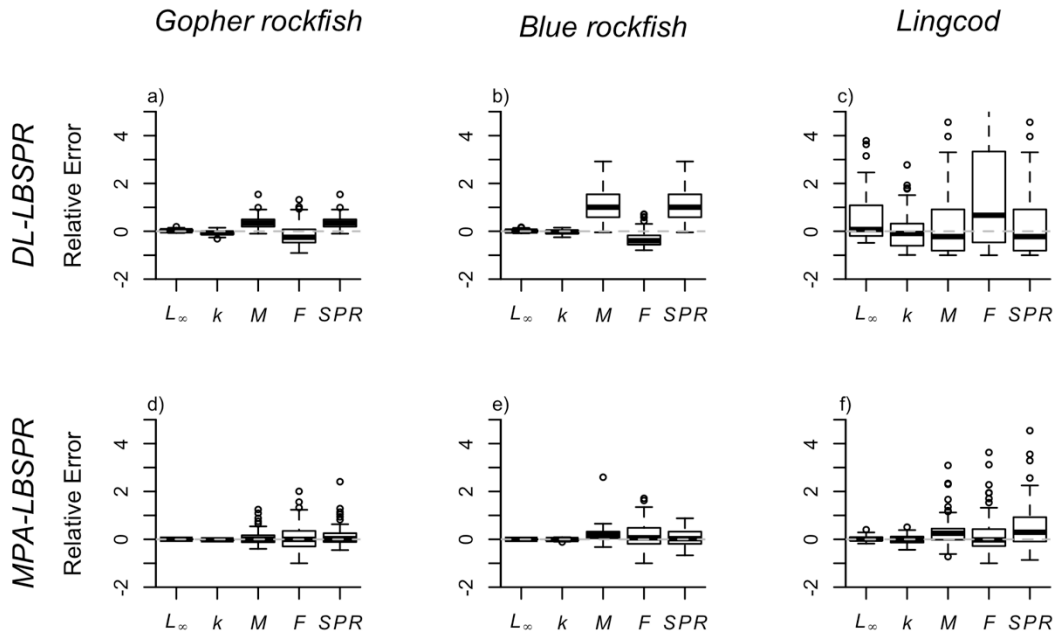 Gopher rockfish Blue rockfish Lingcod
DL-LBSPR
Relative Error
a)
4
2
0
-2
L∞ k M F SPR
b)
4
2
0
-2
L∞ k M F SPR
c)
4
2
0
-2
L∞ k M F SPR
MPA-LBSPR
Relative Error
d)
4
2
0
-2
L∞ k M F SPR
e)
4
2
0
-2
L∞ k M F SPR
f)
4
2
0
-2
L∞ k M F SPR